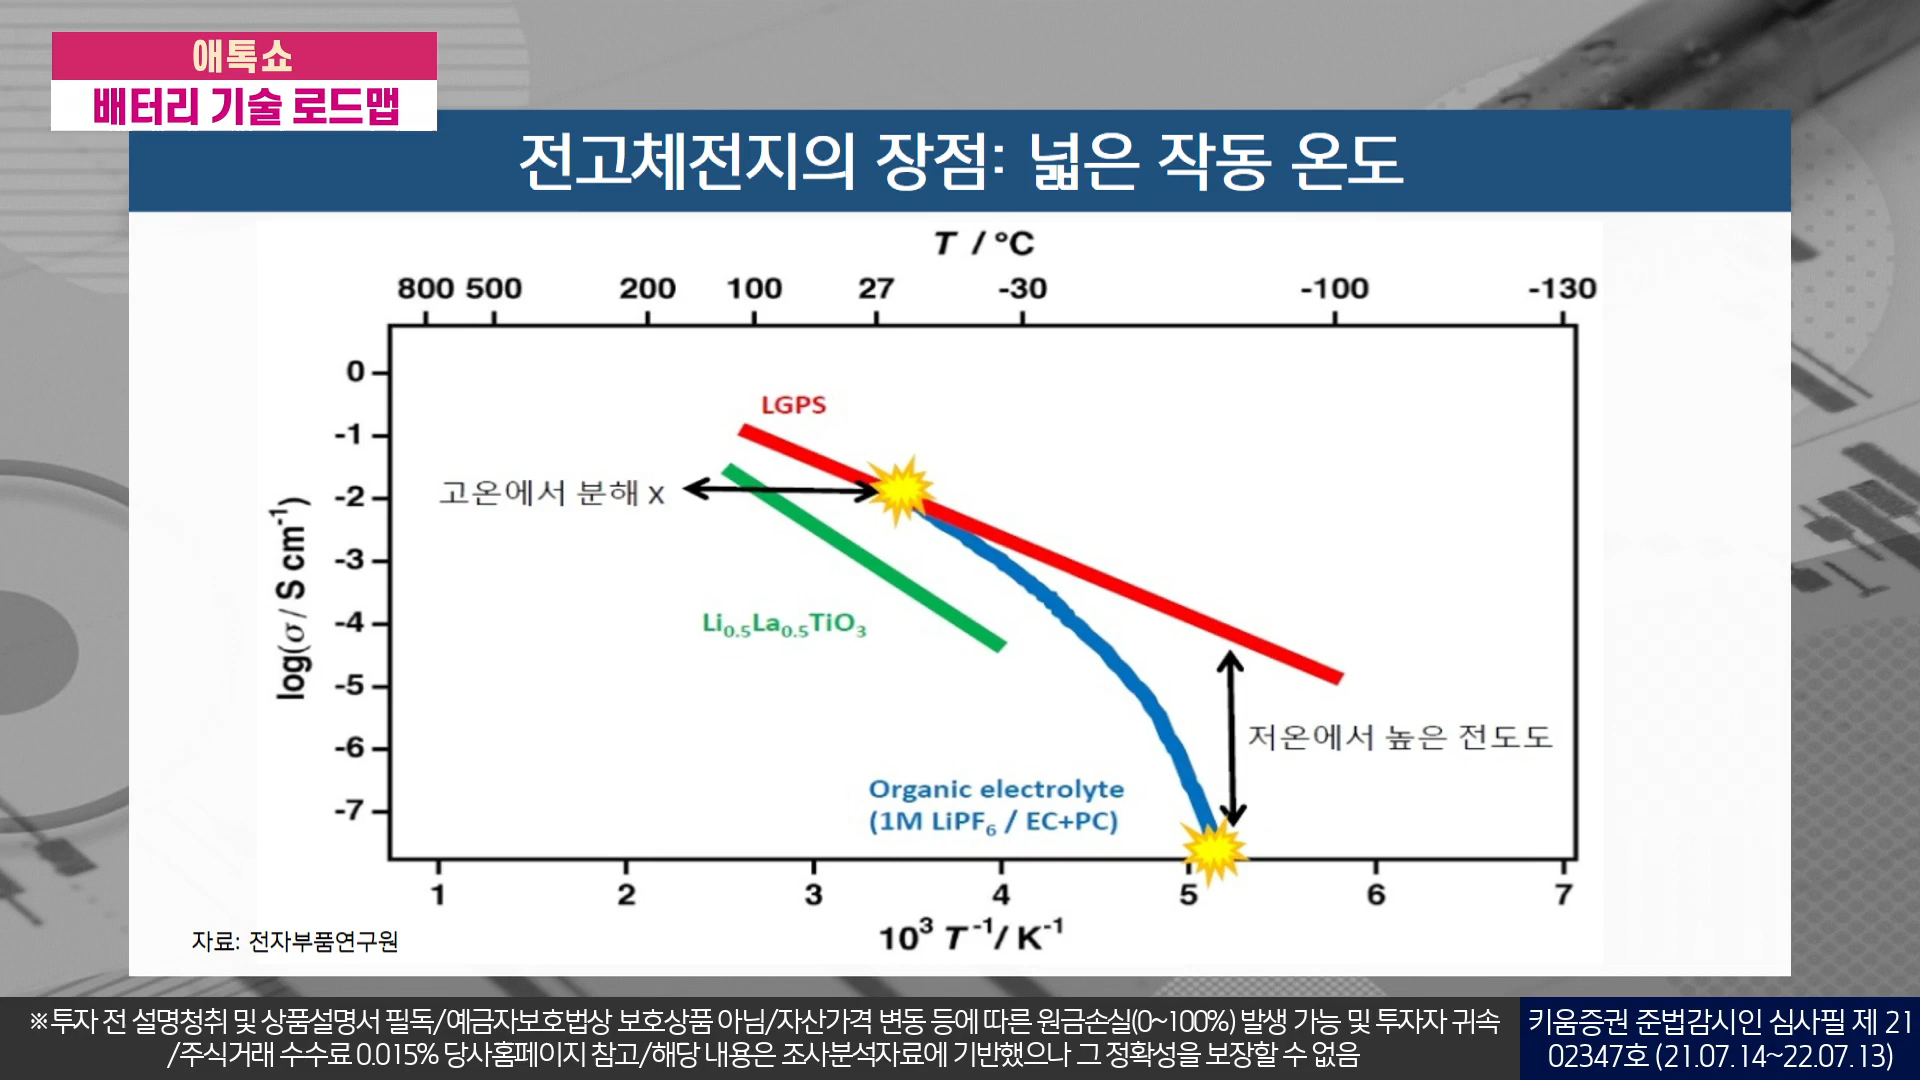 애톡쇼
배터리 기술 로드맵
전고체전지의 장점: 넓은 작동 온도
T / °C
800 500 200 100 27 -30 -100 -130
0
-1
-2
-3
-4
-5
-6
-7
log(σ / S cm⁻¹)
LGPS
고온에서 분해 x
Li₀.₅La₀.₅TiO₃
저온에서 높은 전도도
Organic electrolyte
(1M LiPF₆ / EC+PC)
1 2 3 4 5 6 7
10³ T⁻¹/ K⁻¹
자료: 전자부품연구원
※투자 전 설명청취 및 상품설명서 필독/예금자보호법상 보호상품 아님/자산가격 변동 등에 따른 원금손실(0~100%) 발생 가능 및 투자자 귀속
/주식거래 수수료 0.015% 당사홈페이지 참고/해당 내용은 조사분석자료에 기반했으나 그 정확성을 보장할 수 없음
키움증권 준법감시인 심사필 제 21
02347호 (21.07.14~22.07.13)